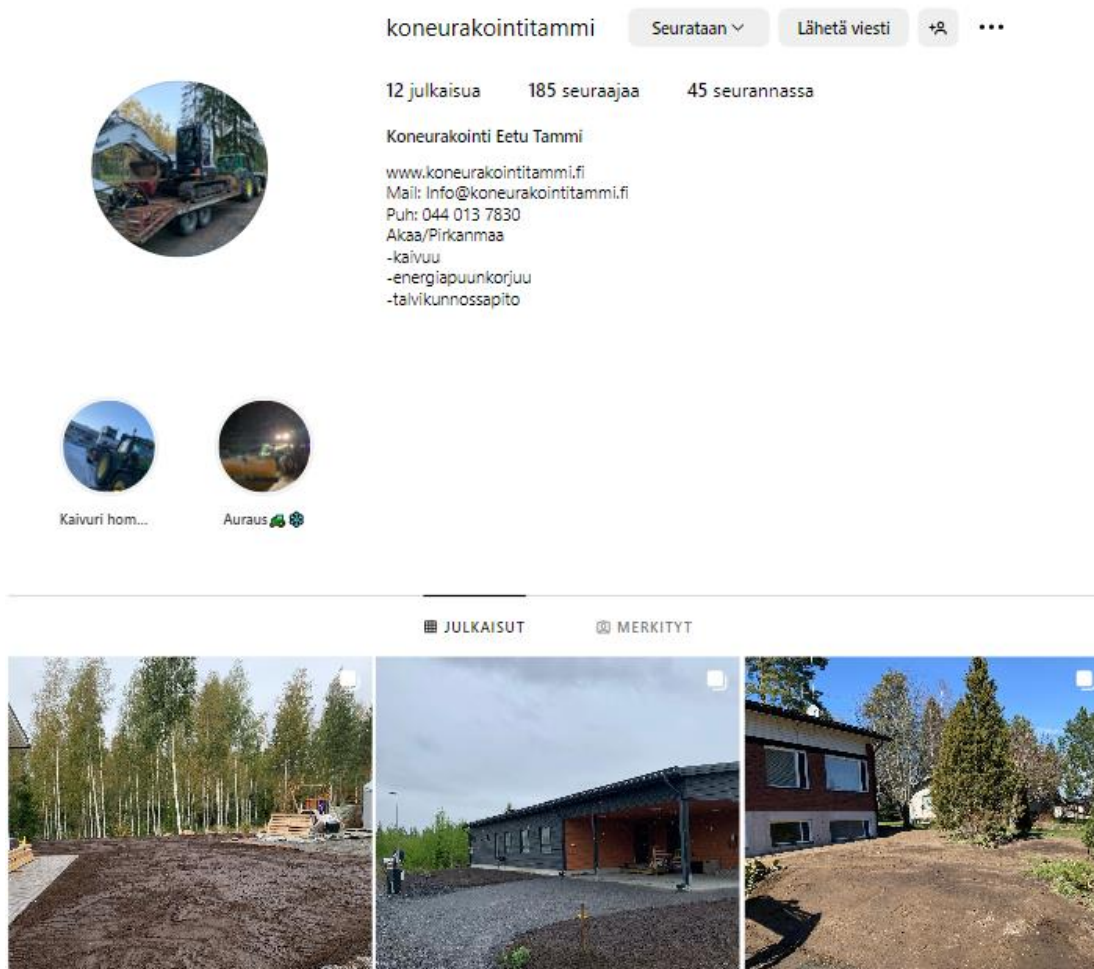 koneurakointitammi
Seurataan
Lähetä viesti
12 julkaisua 185 seuraajaa 45 seurannassa
Koneurakointi Eetu Tammi
www.koneurakointitammi.fi
Mail: Info@koneurakointitammi.fi
Puh: 044 013 7830
Akaa/Pirkanmaa
-kaivuu
-energiapuunkorjuu
-talvikunnossapito
Kaivuri hom... Auraus🚜❄️
JULKAISUT MERKITYT